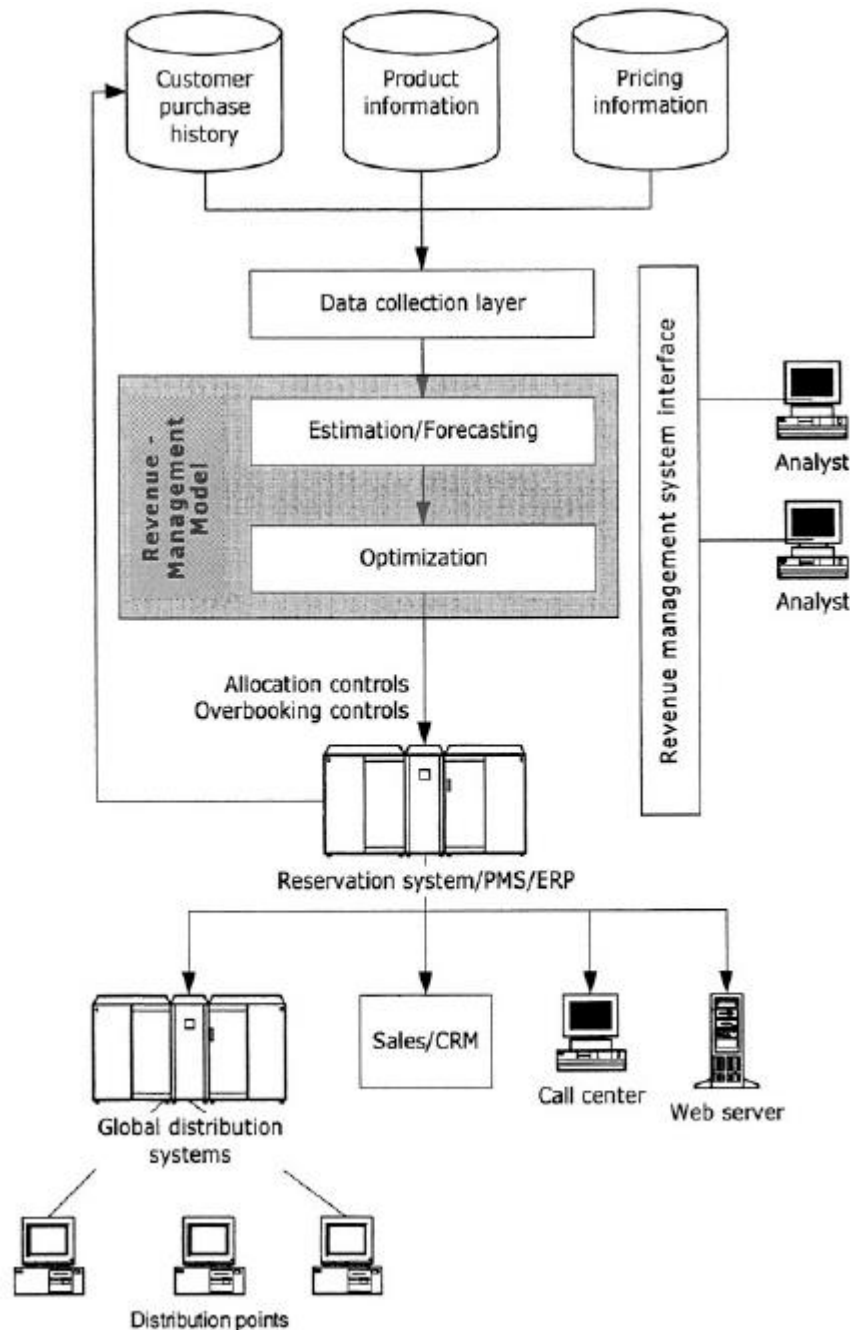 Customer
purchase
history
Product
information
Pricing
information
Data collection layer
Revenue -
Management
Model
Estimation/Forecasting
Optimization
Revenue management system interface
Analyst
Analyst
Allocation controls
Overbooking controls
Reservation system/PMS/ERP
Global distribution
systems
Sales/CRM
Call center
Web server
Distribution points